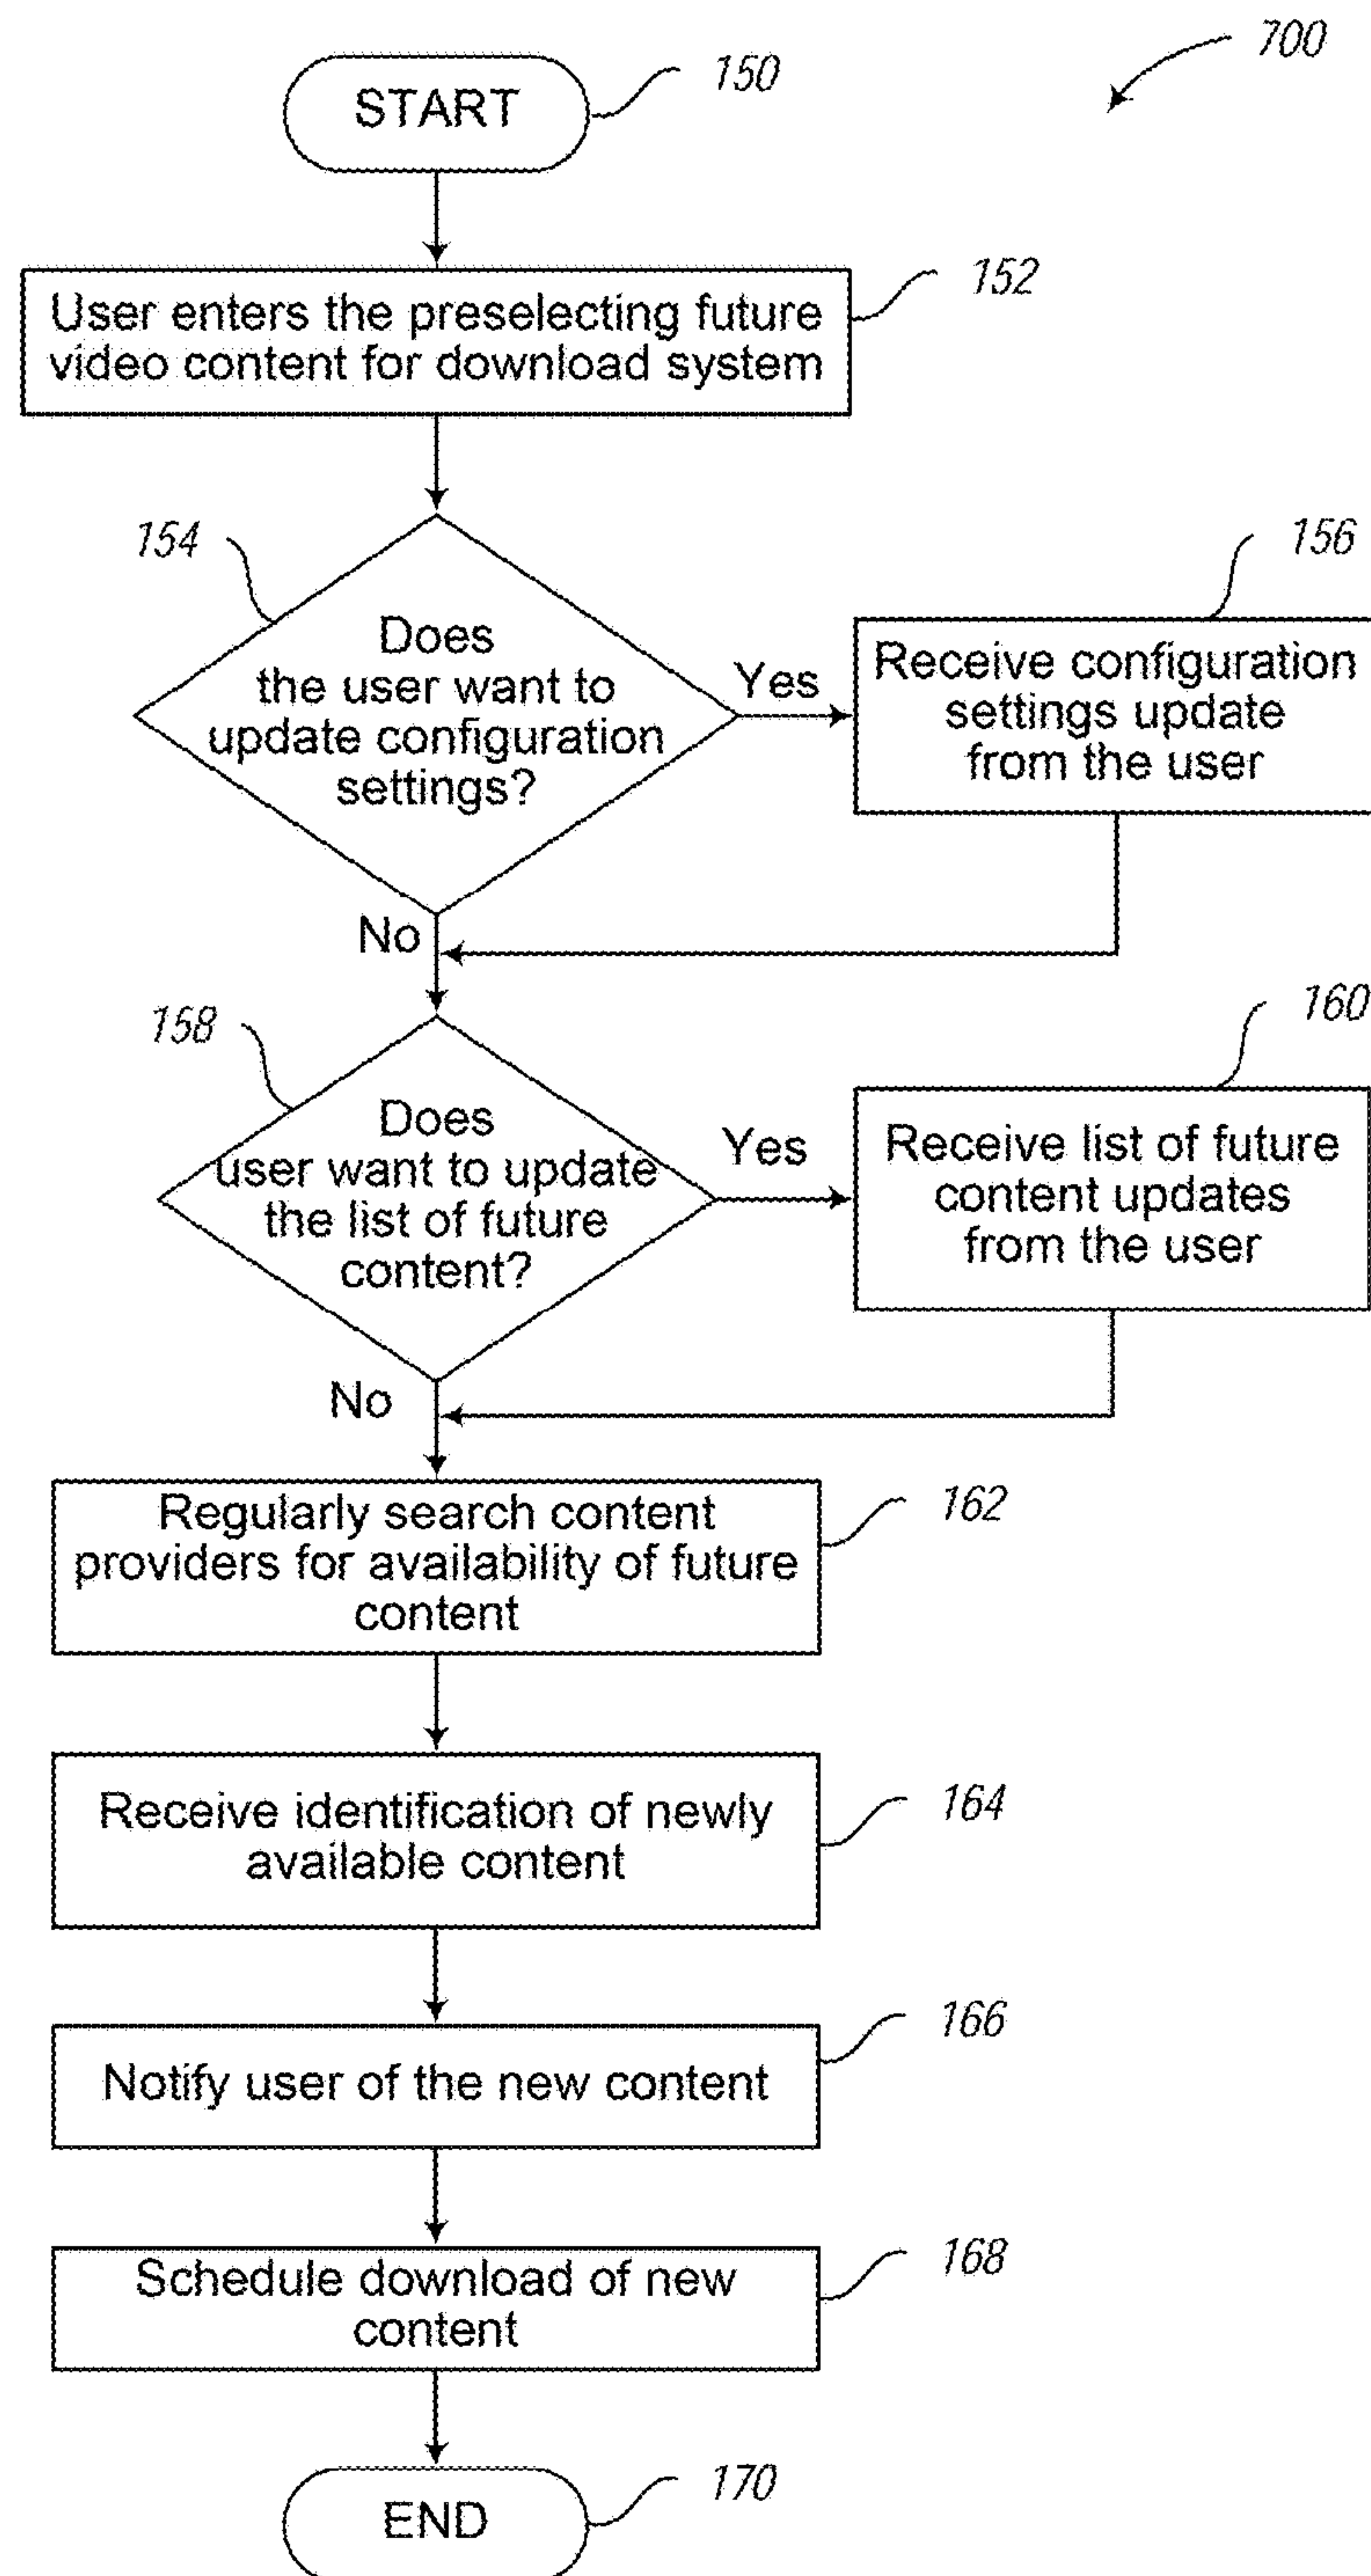 700
START
150
User enters the preselecting future
video content for download system
152
154
Does
the user want to
update configuration
settings?
Yes
156
Receive configuration
settings update
from the user
No
158
Does
user want to update
the list of future
content?
Yes
160
Receive list of future
content updates
from the user
No
Regularly search content
providers for availability of future
content
162
Receive identification of newly
available content
164
Notify user of the new content
166
Schedule download of new
content
168
END
170